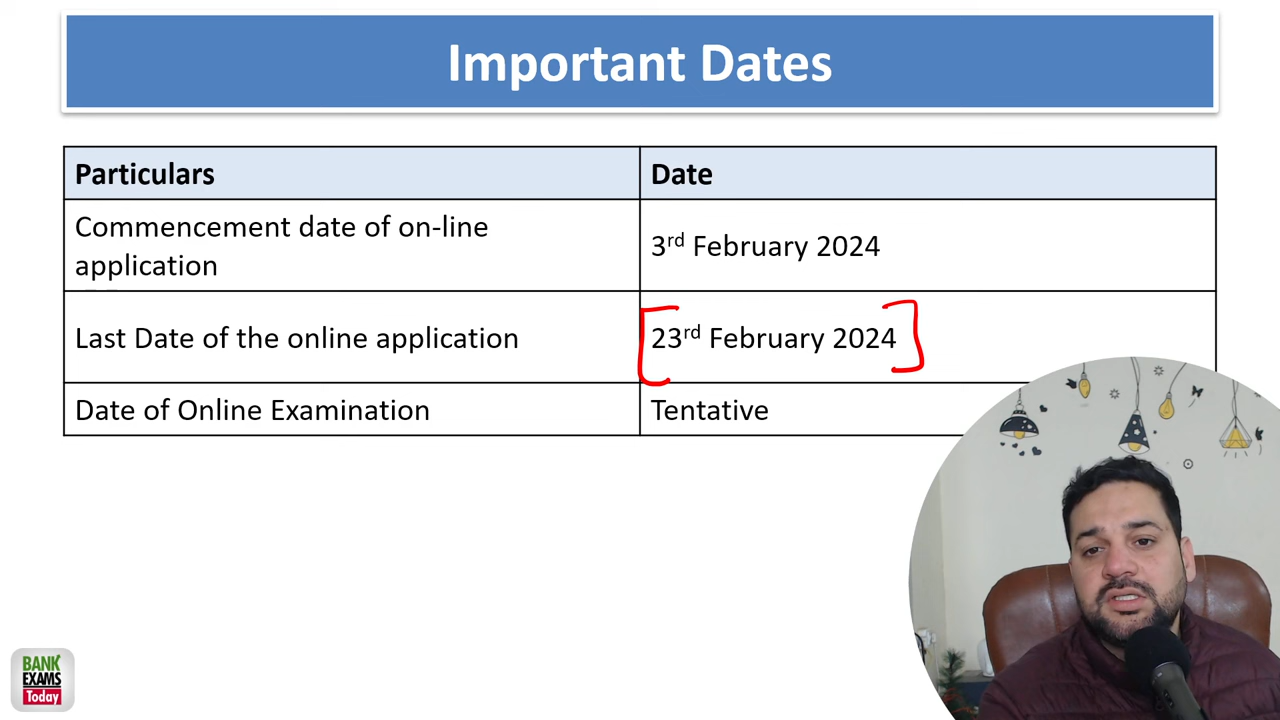 Important Dates
Particulars
Date
Commencement date of on-line
application
3rd February 2024
Last Date of the online application
23rd February 2024
Date of Online Examination
Tentative
BANK
EXAMS
Today